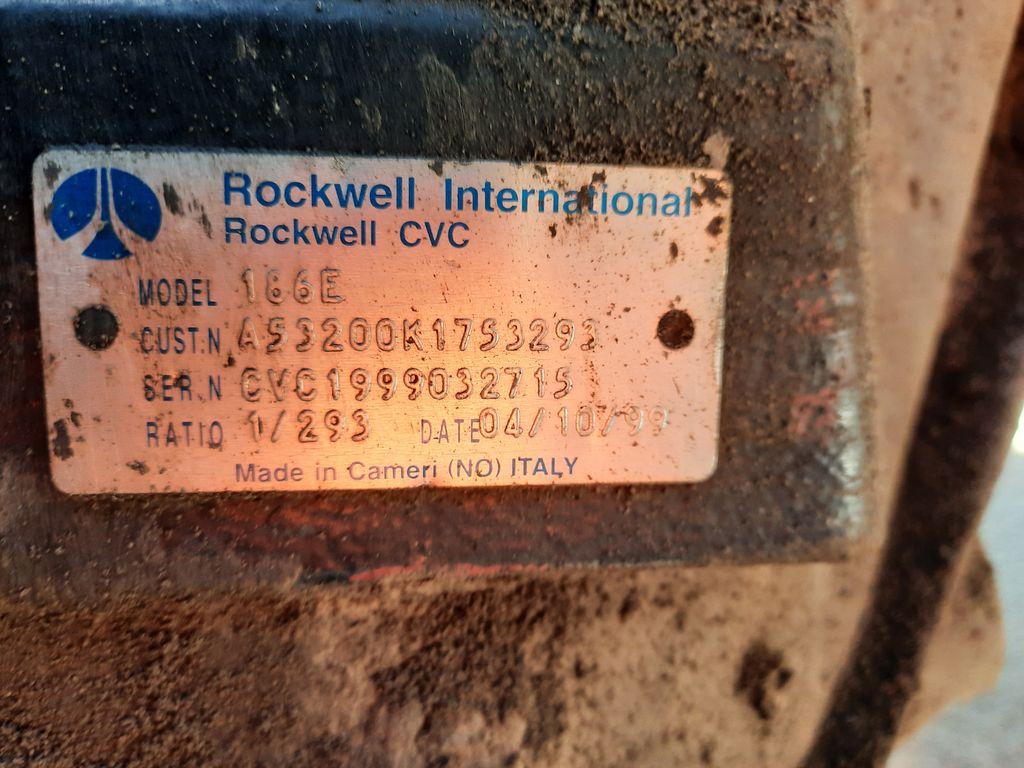 Rockwell International
Rockwell CVC
MODEL 166E
CUST.N A53200K1753293
SER.N CVC1999032715
RATIO 1/293 DATE 04/10/99
Made in Cameri (NO) ITALY